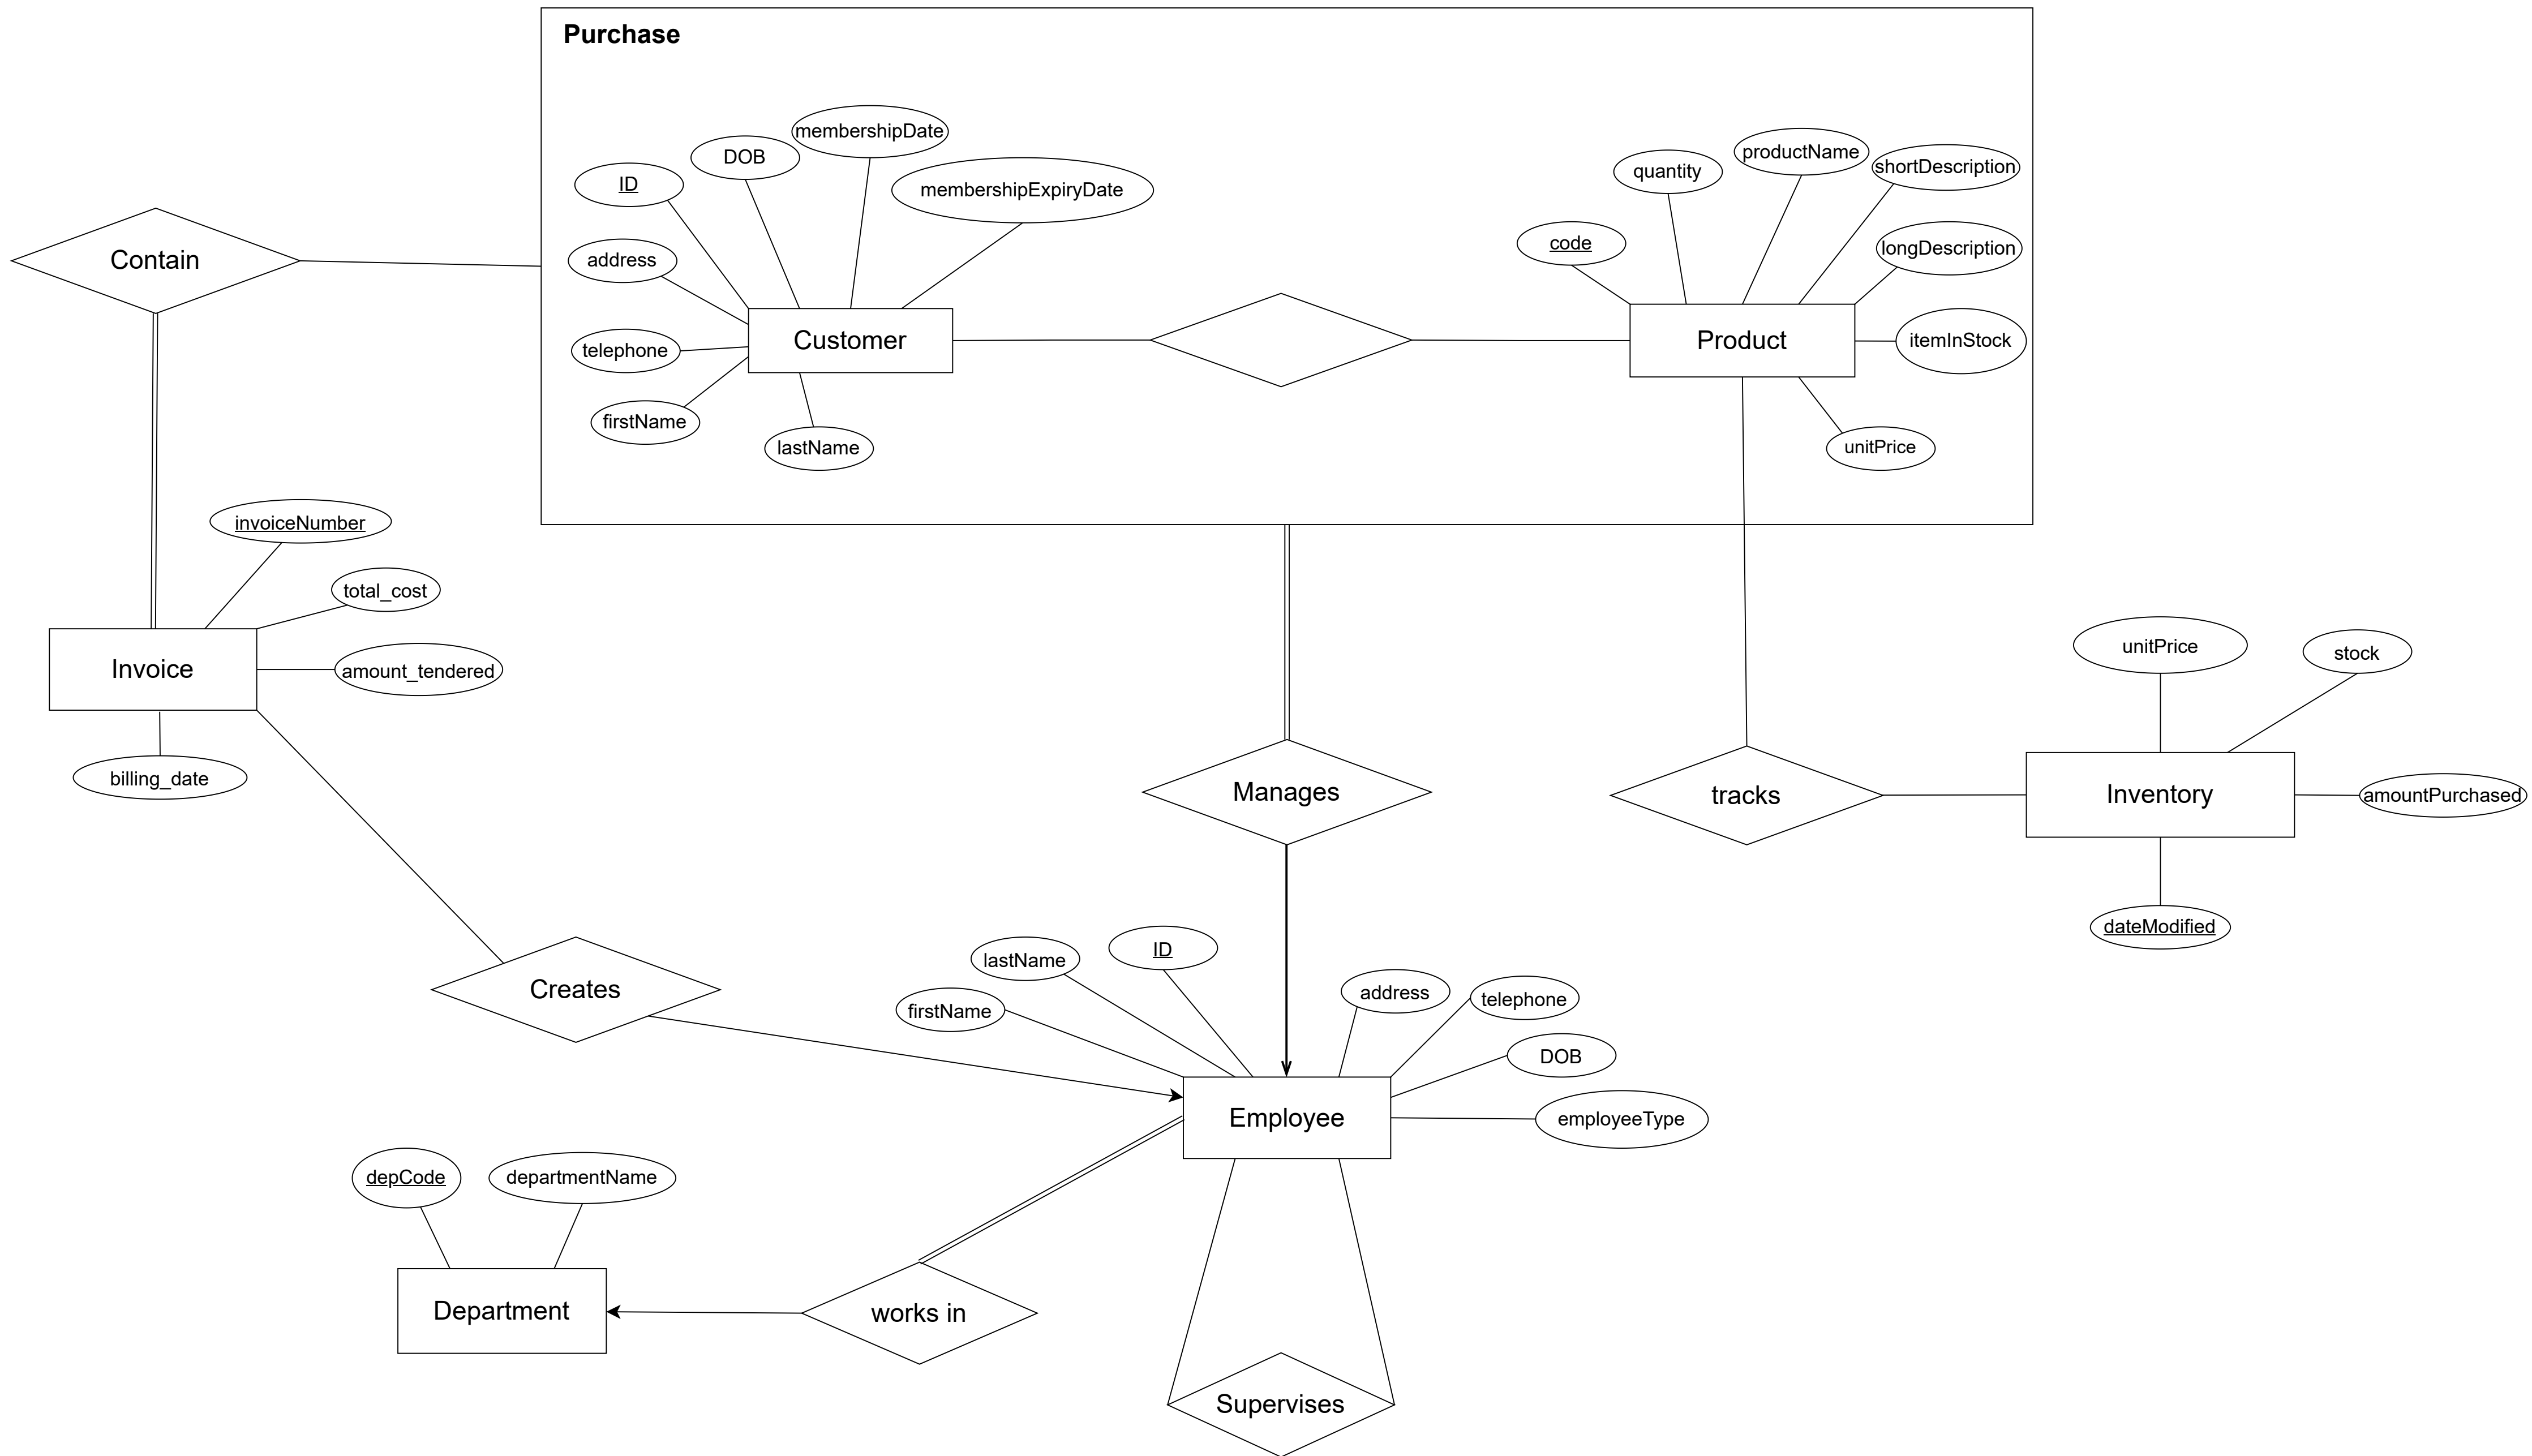 Purchase
membershipDate
DOB
ID
membershipExpiryDate
address
telephone
firstName
lastName
Customer
productName
shortDescription
quantity
code
longDescription
itemInStock
unitPrice
Product
Contain
invoiceNumber
total_cost
amount_tendered
Invoice
billing_date
Manages
tracks
unitPrice
stock
Inventory
amountPurchased
dateModified
Creates
lastName
ID
firstName
address
telephone
DOB
employeeType
Employee
depCode
departmentName
Department
works in
Supervises